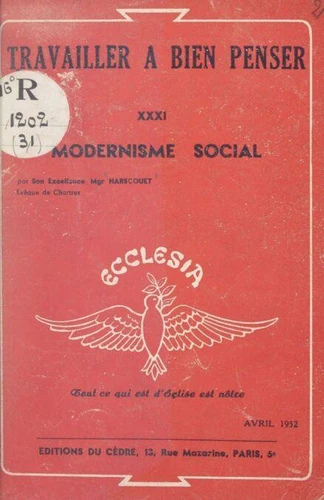 TRAVAILLER A BIEN PENSER
16° R
1202
(31)
XXXI
MODERNISME SOCIAL
par Son Excellence Mgr HARSCOUET
Evêque de Chartres
ECCLESIA
Tout ce qui est d'Église est nôtre
AVRIL 1952
EDITIONS DU CÈDRE, 13, Rue Mazarine, PARIS, 6e